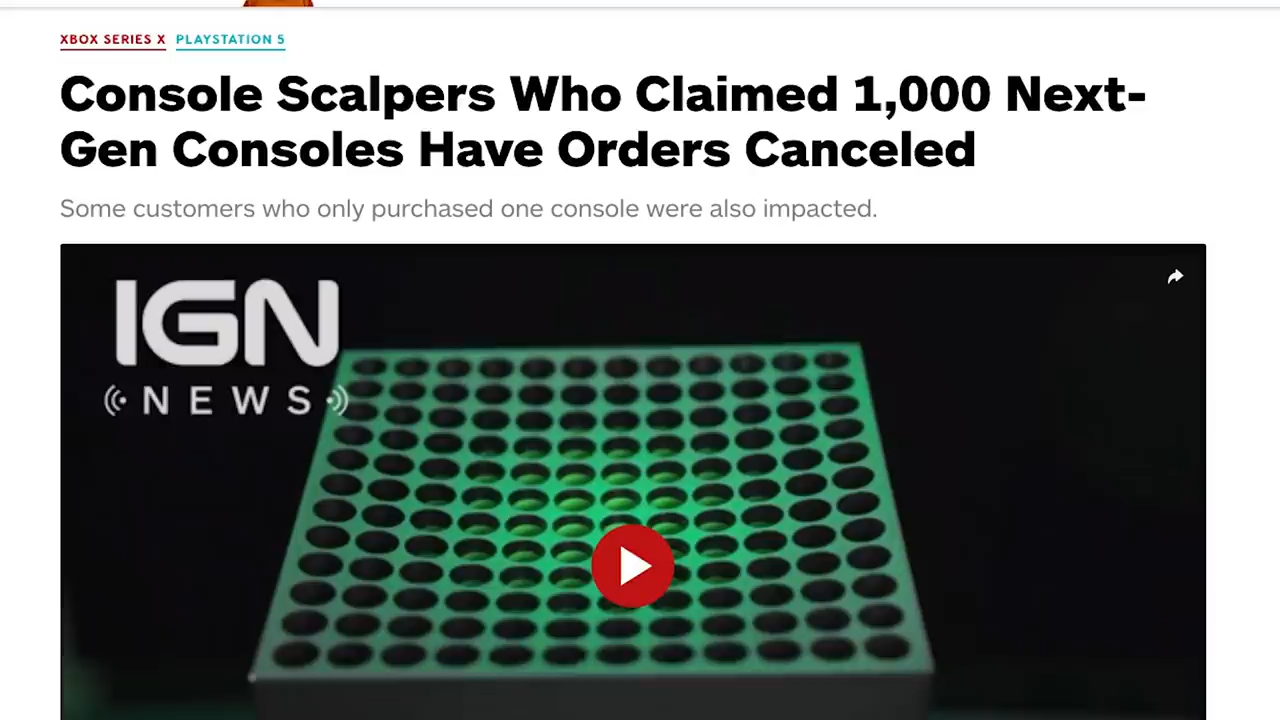 XBOX SERIES X PLAYSTATION 5
Console Scalpers Who Claimed 1,000 Next-
Gen Consoles Have Orders Canceled
Some customers who only purchased one console were also impacted.
IGN
NEWS